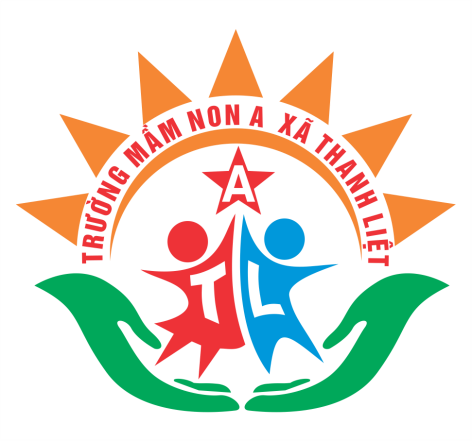 TRƯỜNG MẦM NON A XÃ THANH LIỆT
A
T L